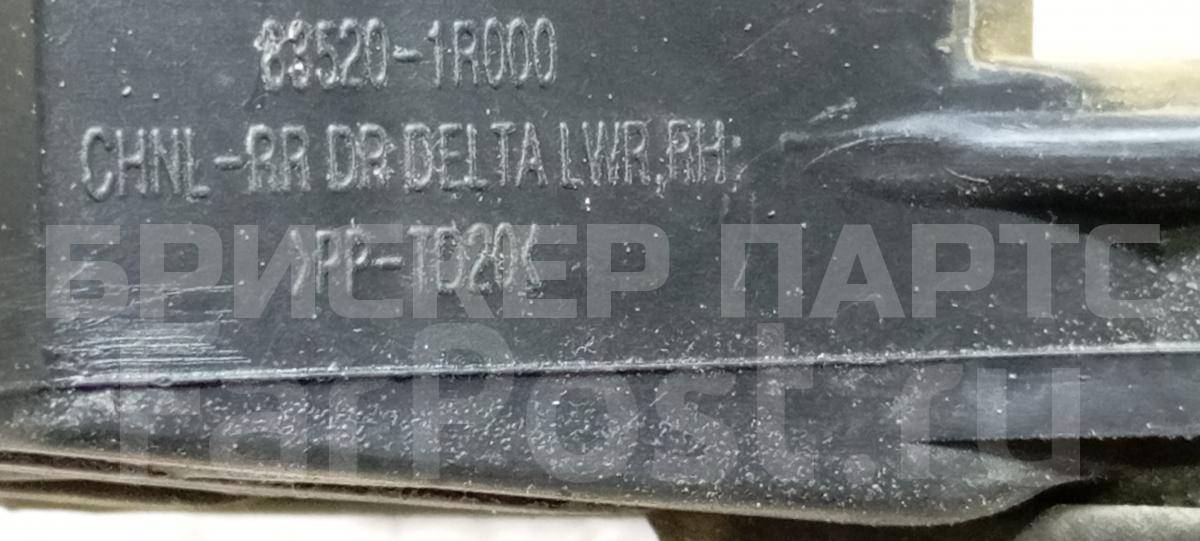 83520-1R000
CHNL-RR DR DELTA LWR,RH;
>PP-TD20<
БРИСКЕР ПАРТС
FarPost.ru